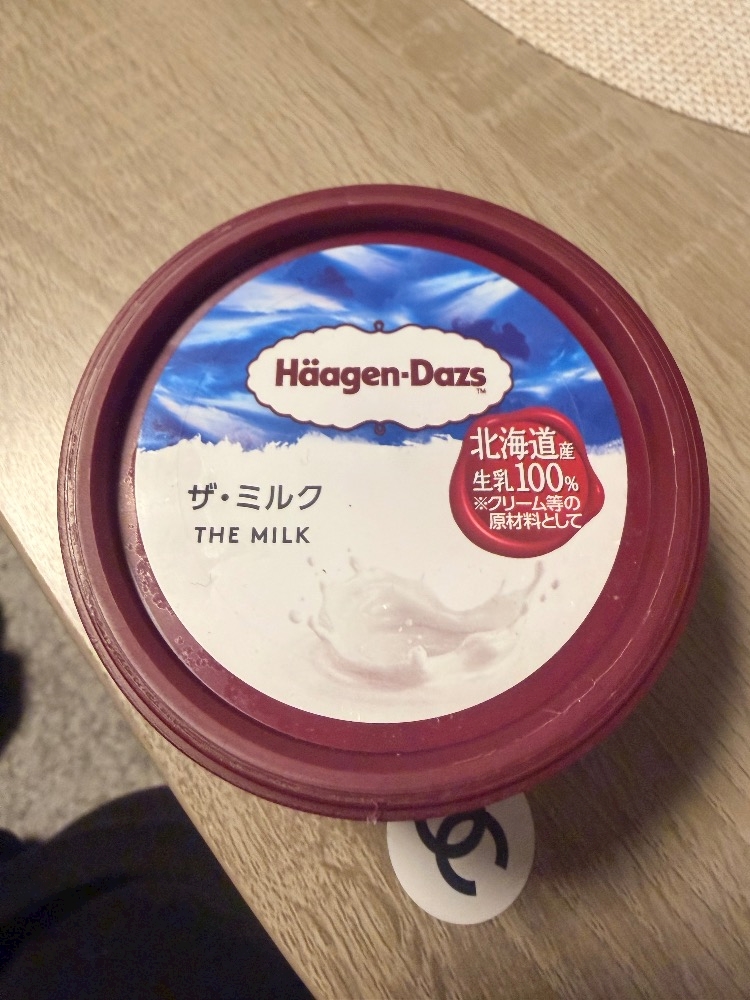 Häagen-Dazs
TM
北海道産
生乳100%
※クリーム等の
原材料として
ザ・ミルク
THE MILK